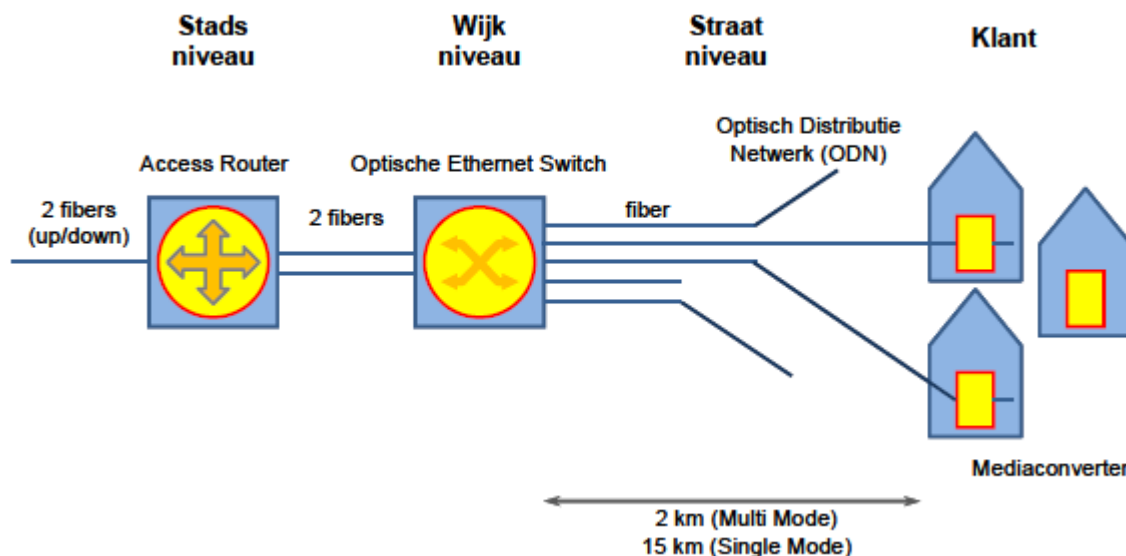 Stads
niveau
Wijk
niveau
Straat
niveau
Klant
Optisch Distributie
Netwerk (ODN)
Access Router
Optische Ethernet Switch
2 fibers
(up/down)
2 fibers
fiber
Mediaconverter
2 km (Multi Mode)
15 km (Single Mode)